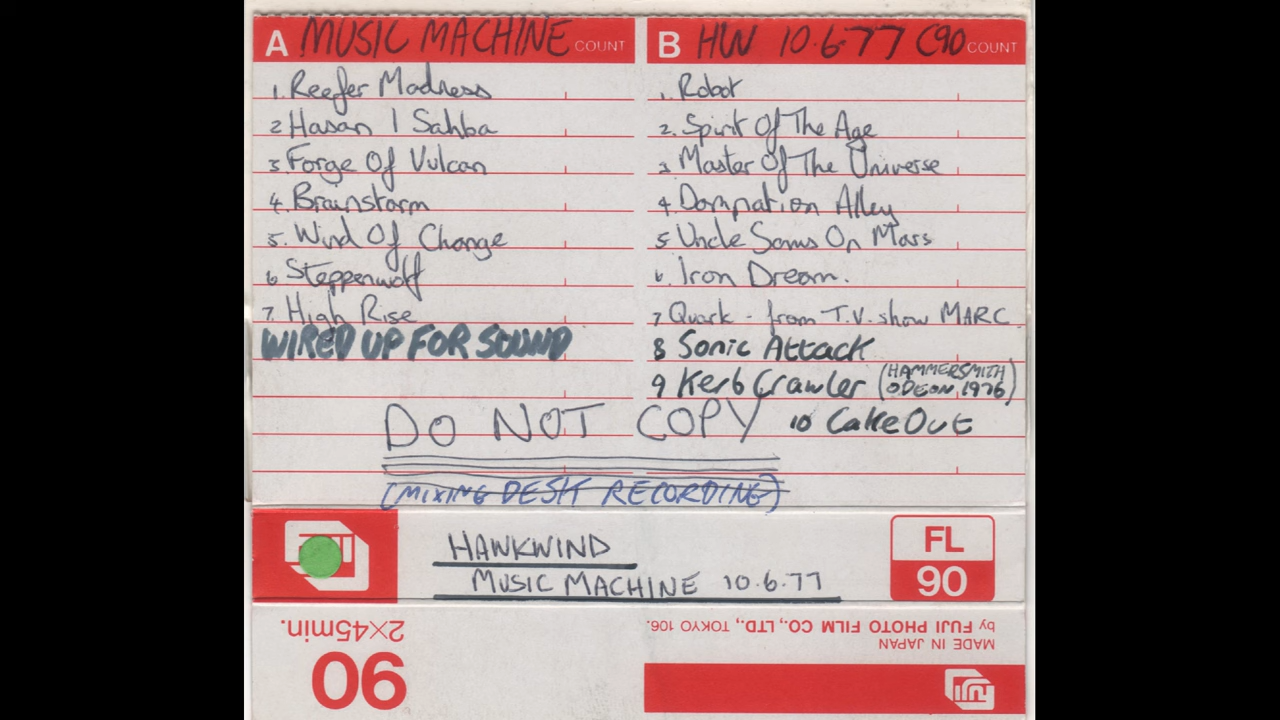 A MUSIC MACHINE COUNT
1. Reefer Madness
2 Hasan I Sahba
3 Forge Of Vulcan
4. Brainstorm
5. Wind Of Change
6 Steppenwolf
7. High Rise
WIRED UP FOR SOUND
B HW 10.6.77 C90 COUNT
1. Robot
2. Spirit Of The Age
3. Master Of The Universe
4 Damnation Alley
5 Uncle Sams On Mars
6. Iron Dream.
7 Quark - from T.V. show MARC
8 Sonic Attack
9 Kerb Crawler (HAMMERSMITH ODEON 1976)
10 Cake Out
DO NOT COPY
(MIXING DESK RECORDING)
HAWKWIND
MUSIC MACHINE 10.6.77
FL
90
90
2×45min.
MADE IN JAPAN
by FUJI PHOTO FILM CO., LTD., TOKYO 106.
FUJI